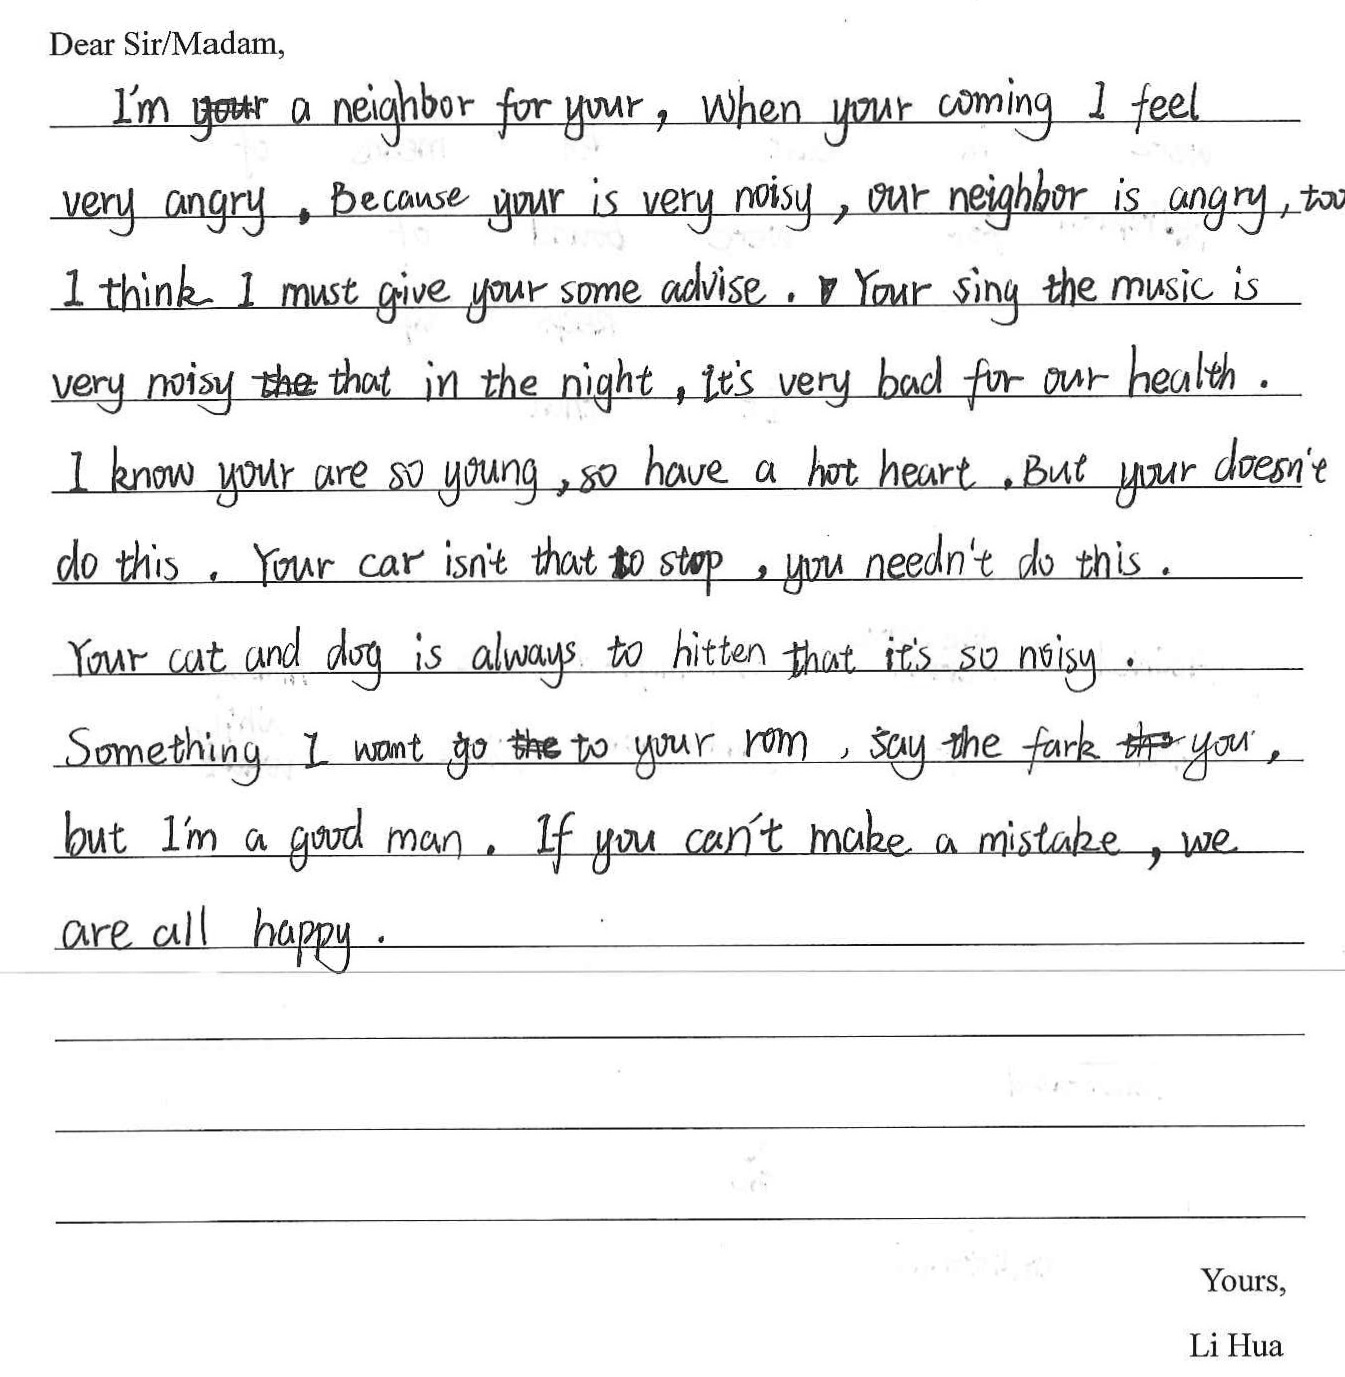 Dear Sir/Madam,
I'm your a neighbor for your, When your coming I feel
very angry. Because your is very noisy, our neighbor is angry, too
I think I must give your some advise. Your sing the music is
very noisy the that in the night, it's very bad for our health.
I know your are so young, so have a hot heart. But your doesn't
do this. Your car isn't that to stop, you needn't do this.
Your cat and dog is always to hitten that it's so noisy.
Something I want go the to your rom, say the fark the you,
but I'm a good man. If you can't make a mistake, we
are all happy.
Yours,
Li Hua